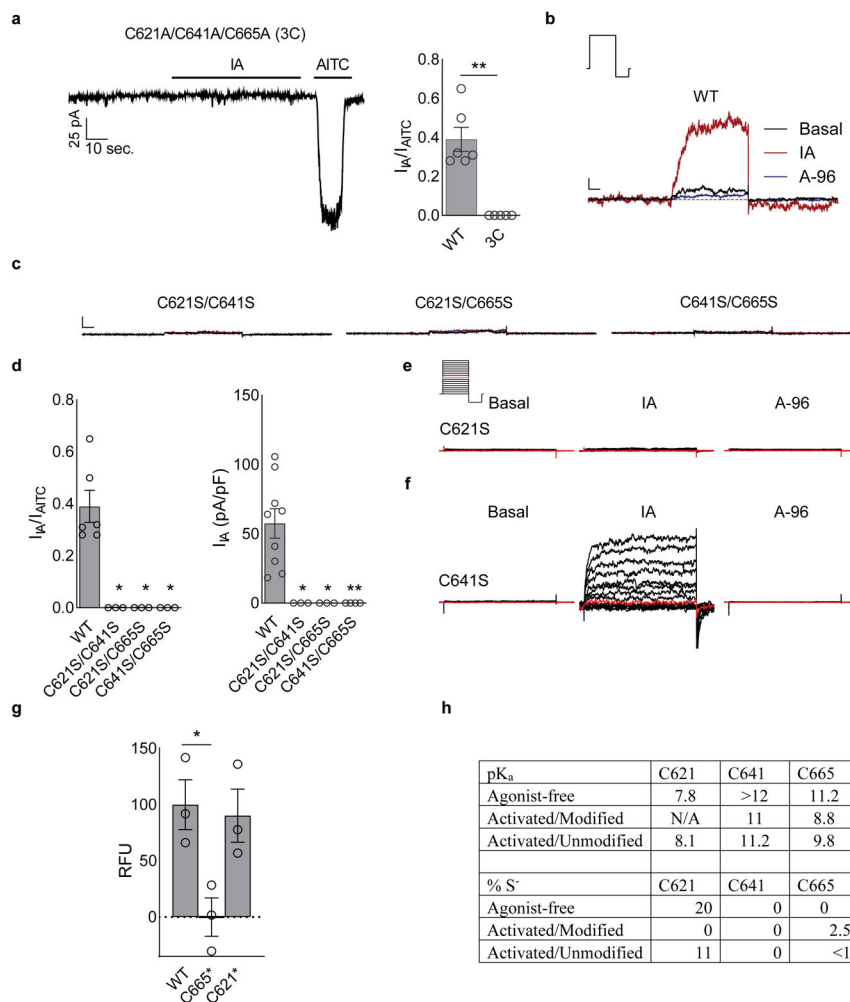 a
C621A/C641A/C665A (3C)
IA
AITC
25 pA
10 sec.
I_IA/I_AITC
0.8
0.6
0.4
0.2
0.0
**
WT
3C
b
WT
Basal
IA
A-96
c
C621S/C641S
C621S/C665S
C641S/C665S
d
I_IA/I_AITC
0.8
0.6
0.4
0.2
0.0
* * *
WT
C621S/C641S
C621S/C665S
C641S/C665S
I_IA (pA/pF)
150
100
50
0
* * **
WT
C621S/C641S
C621S/C665S
C641S/C665S
e
Basal IA A-96
C621S
f
Basal IA A-96
C641S
g
RFU
150
100
50
0
*
WT
C665*
C621*
h
pKₐ C621 C641 C665
Agonist-free 7.8 >12 11.2
Activated/Modified N/A 11 8.8
Activated/Unmodified 8.1 11.2 9.8
% S⁻ C621 C641 C665
Agonist-free 20 0 0
Activated/Modified 0 0 2.5
Activated/Unmodified 11 0 <1